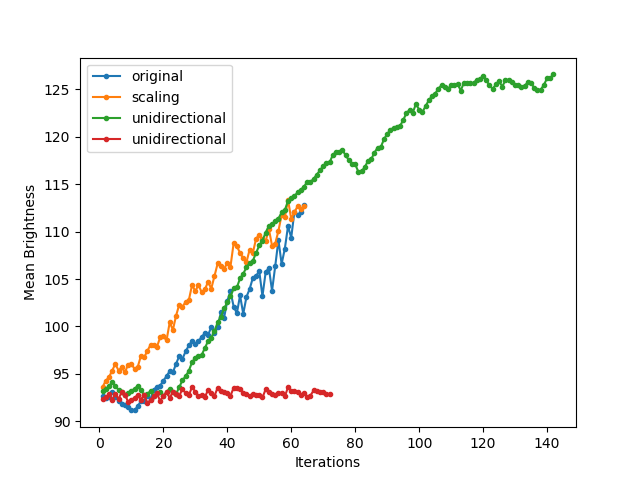 original
scaling
unidirectional
unidirectional
125
120
115
110
105
100
95
90
Mean Brightness
0 20 40 60 80 100 120 140
Iterations